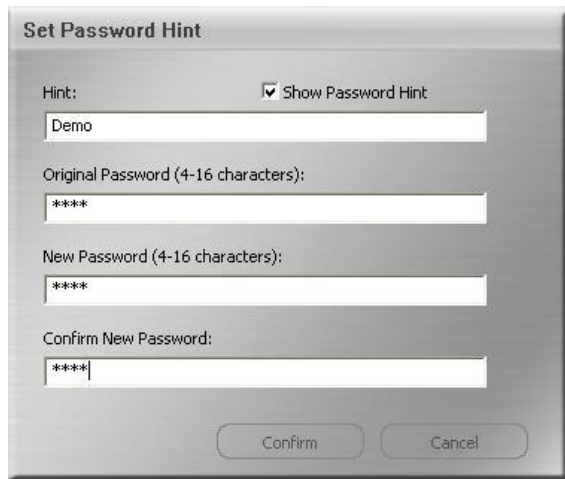 Set Password Hint
Hint:
Show Password Hint
Demo
Original Password (4-16 characters):
****
New Password (4-16 characters):
****
Confirm New Password:
****
Confirm
Cancel